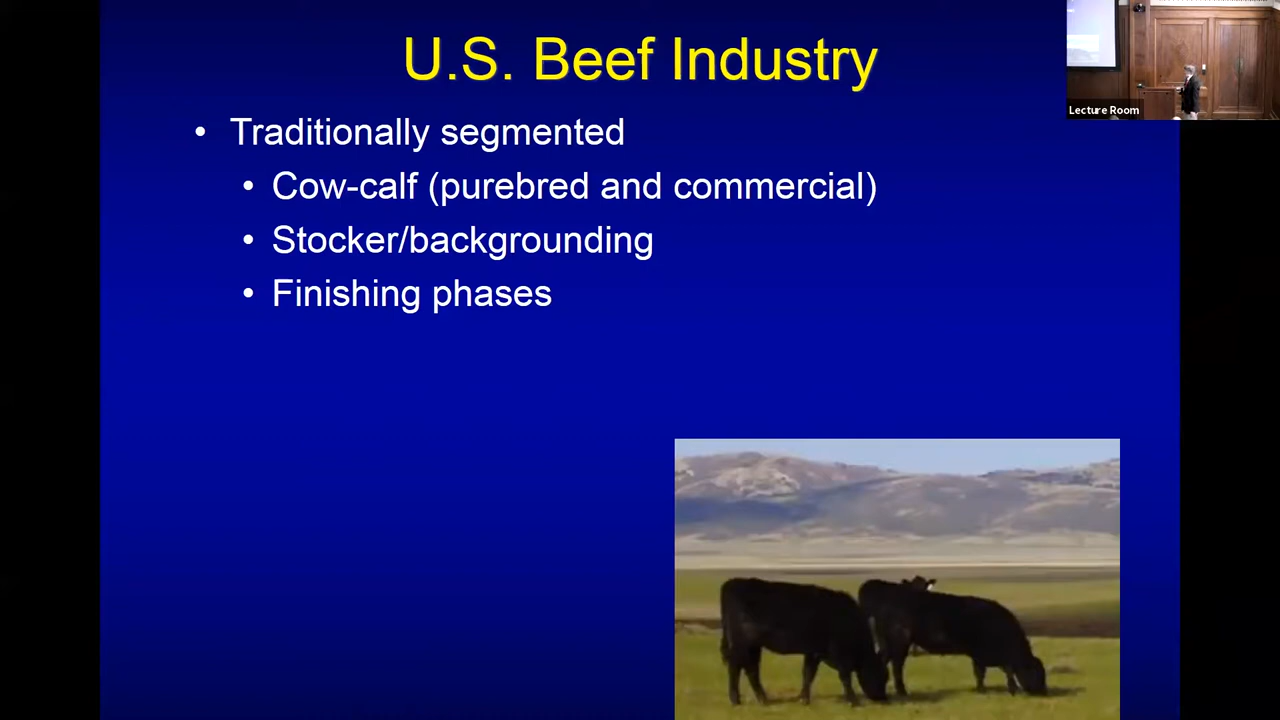 U.S. Beef Industry
Lecture Room
• Traditionally segmented
• Cow-calf (purebred and commercial)
• Stocker/backgrounding
• Finishing phases